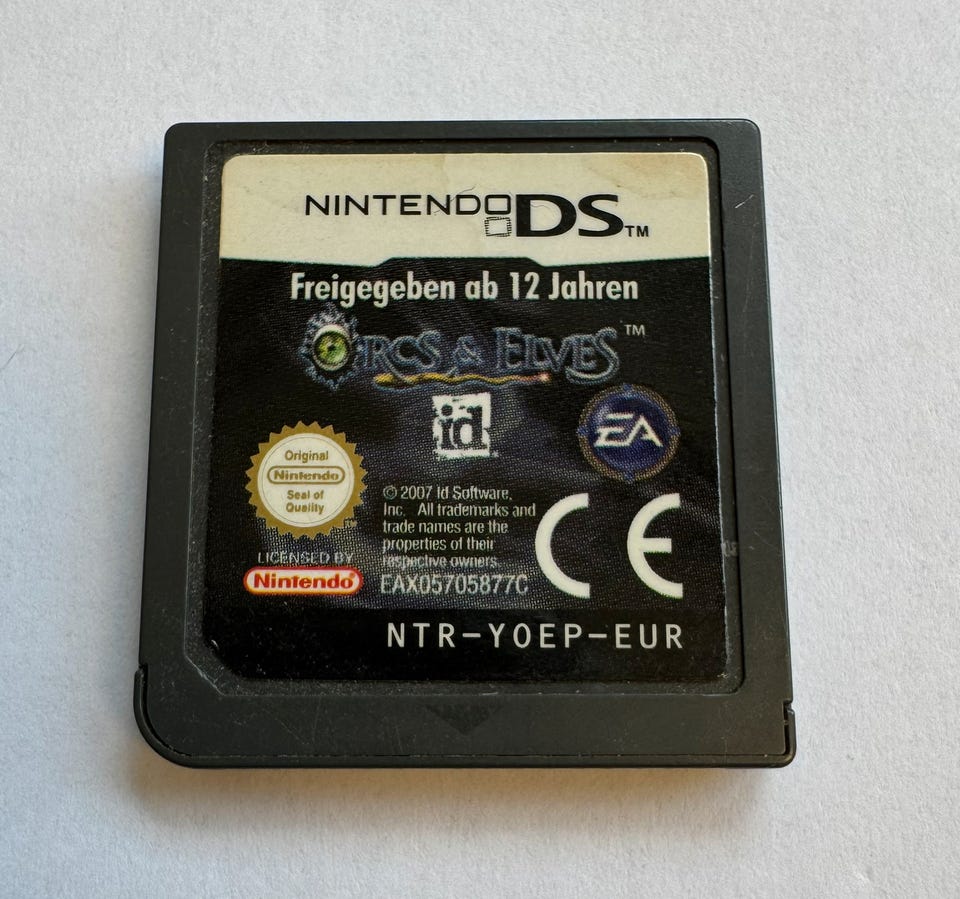 NINTENDO DS™
Freigegeben ab 12 Jahren
ORCS & ELVES™
id
EA
Original
Nintendo
Seal of
Quality
™
© 2007 Id Software,
Inc. All trademarks and
trade names are the
properties of their
respective owners.
EAX05705877C
LICENSED BY
Nintendo
CE
NTR-YOEP-EUR